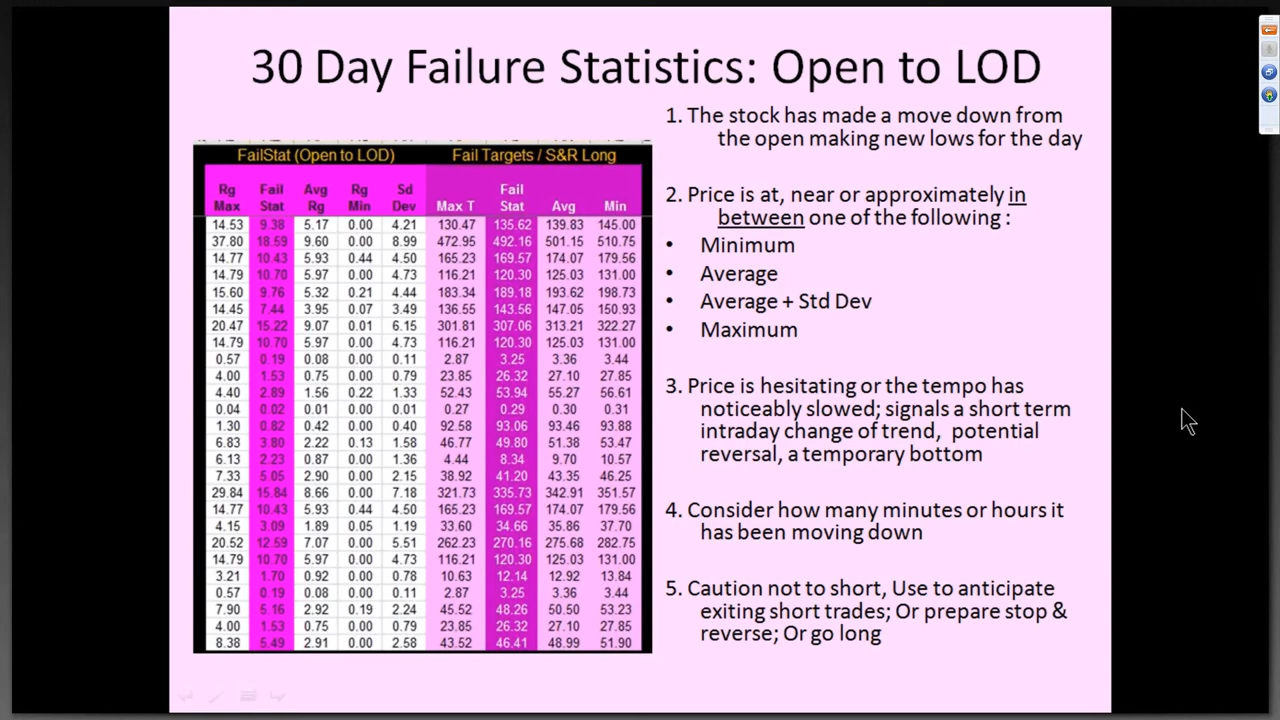 30 Day Failure Statistics: Open to LOD
FailStat (Open to LOD) Fail Targets / S&R Long
Rg Max Fail Stat Avg Rg Rg Min Sd Dev Max T Fail Stat Avg Min
14.53 9.38 5.17 0.00 4.21 130.47 135.62 139.83 145.00
37.80 18.59 9.60 0.00 8.99 472.95 492.16 501.15 510.75
14.77 10.43 5.93 0.44 4.50 165.23 169.57 174.07 179.56
14.79 10.70 5.97 0.00 4.73 116.21 120.30 125.03 131.00
15.60 9.76 5.32 0.21 4.44 183.34 189.18 193.62 198.73
14.45 7.44 3.95 0.07 3.49 136.55 143.56 147.05 150.93
20.47 15.22 9.07 0.01 6.15 301.81 307.06 313.21 322.27
14.79 10.70 5.97 0.00 4.73 116.21 120.30 125.03 131.00
0.57 0.19 0.08 0.00 0.11 2.87 3.25 3.36 3.44
4.00 1.53 0.75 0.00 0.79 23.85 26.32 27.10 27.85
4.40 2.89 1.56 0.22 1.33 52.43 53.94 55.27 56.61
0.04 0.02 0.01 0.00 0.01 0.27 0.29 0.30 0.31
1.30 0.82 0.42 0.00 0.40 92.58 93.06 93.46 93.88
6.83 3.80 2.22 0.13 1.58 46.77 49.80 51.38 53.47
6.13 2.23 0.87 0.00 1.36 4.44 8.34 9.70 10.57
7.33 5.05 2.90 0.00 2.15 38.92 41.20 43.35 46.25
29.84 15.84 8.66 0.00 7.18 321.73 335.73 342.91 351.57
14.77 10.43 5.93 0.44 4.50 165.23 169.57 174.07 179.56
4.15 3.09 1.89 0.05 1.19 33.60 34.66 35.86 37.70
20.52 12.59 7.07 0.00 5.51 262.23 270.16 275.68 282.75
14.79 10.70 5.97 0.00 4.73 116.21 120.30 125.03 131.00
3.21 1.70 0.92 0.00 0.78 10.63 12.14 12.92 13.84
0.57 0.19 0.08 0.00 0.11 2.87 3.25 3.36 3.44
7.90 5.16 2.92 0.19 2.24 45.52 48.26 50.50 53.23
4.00 1.53 0.75 0.00 0.79 23.85 26.32 27.10 27.85
8.38 5.49 2.91 0.00 2.58 43.52 46.41 48.99 51.90
1. The stock has made a move down from
the open making new lows for the day
2. Price is at, near or approximately in
between one of the following :
• Minimum
• Average
• Average + Std Dev
• Maximum
3. Price is hesitating or the tempo has
noticeably slowed; signals a short term
intraday change of trend, potential
reversal, a temporary bottom
4. Consider how many minutes or hours it
has been moving down
5. Caution not to short, Use to anticipate
exiting short trades; Or prepare stop &
reverse; Or go long